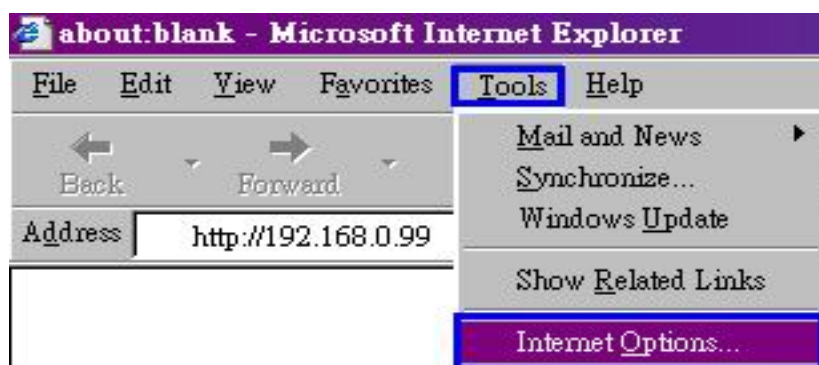 about:blank - Microsoft Internet Explorer
File Edit View Favorites Tools Help
Back Forward
Address http://192.168.0.99
Mail and News
Synchronize...
Windows Update
Show Related Links
Internet Options...